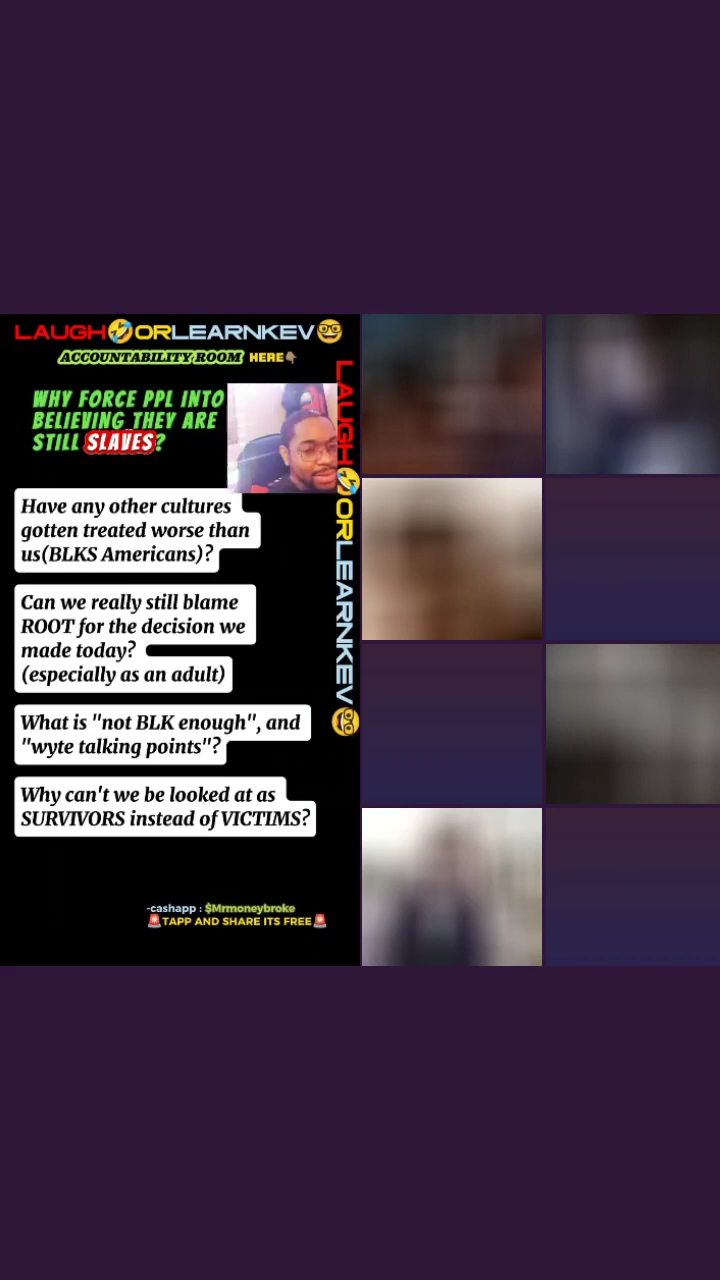 LAUGH🤣ORLEARNKEV🤓
ACCOUNTABILITY ROOM HERE👇🏽
WHY FORCE PPL INTO
BELIEVING THEY ARE
STILL SLAVES?
Have any other cultures
gotten treated worse than
us(BLKS Americans)?
Can we really still blame
ROOT for the decision we
made today?
(especially as an adult)
What is "not BLK enough", and
"wyte talking points"?
Why can't we be looked at as
SURVIVORS instead of VICTIMS?
-cashapp : $Mrmoneybroke
🚨TAPP AND SHARE ITS FREE🚨
LAUGH🤣ORLEARNKEV🤓